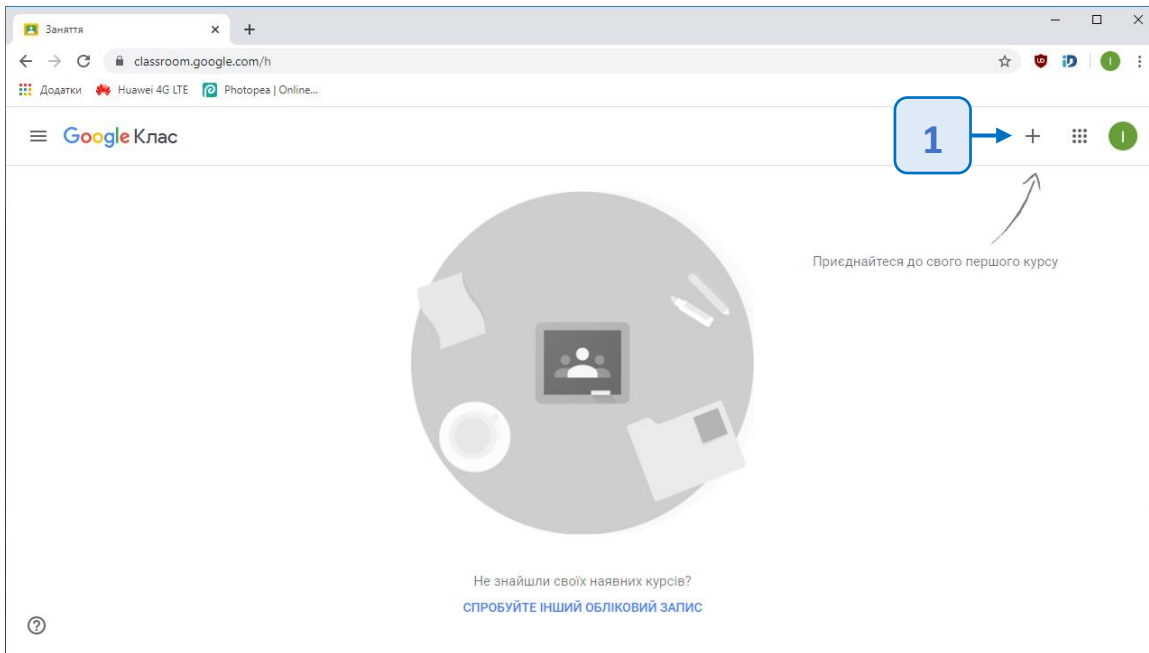 Заняття
classroom.google.com/h
Додатки Huawei 4G LTE Photopea | Online...
Google Клас
1
I
Приєднайтеся до свого першого курсу
Не знайшли своїх наявних курсів?
СПРОБУЙТЕ ІНШИЙ ОБЛІКОВИЙ ЗАПИС